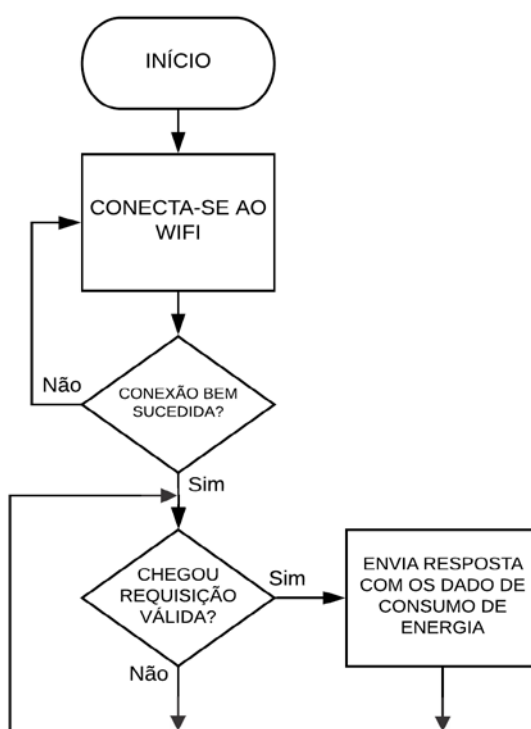 INÍCIO
CONECTA-SE AO
WIFI
Não
CONEXÃO BEM
SUCEDIDA?
Sim
CHEGOU
REQUISIÇÃO
VÁLIDA?
Sim
ENVIA RESPOSTA
COM OS DADO DE
CONSUMO DE
ENERGIA
Não